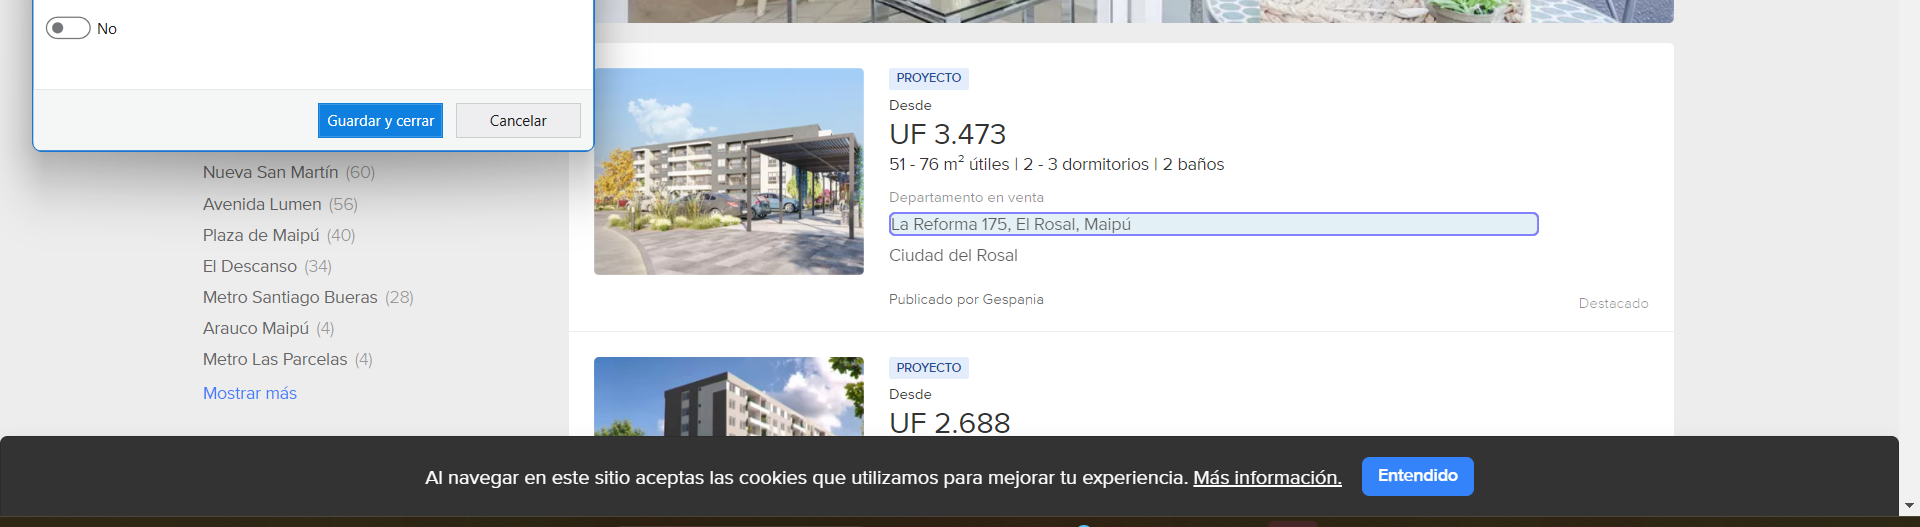 No
Guardar y cerrar
Cancelar
Nueva San Martín (60)
Avenida Lumen (56)
Plaza de Maipú (40)
El Descanso (34)
Metro Santiago Bueras (28)
Arauco Maipú (4)
Metro Las Parcelas (4)
Mostrar más
PROYECTO
Desde
UF 3.473
51 - 76 m² útiles | 2 - 3 dormitorios | 2 baños
Departamento en venta
La Reforma 175, El Rosal, Maipú
Ciudad del Rosal
Publicado por Gespania
Destacado
PROYECTO
Desde
UF 2.688
Al navegar en este sitio aceptas las cookies que utilizamos para mejorar tu experiencia. Más información.
Entendido